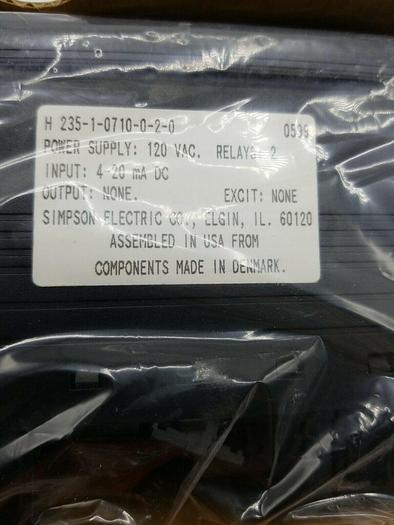 H 235-1-0710-0-2-0 0539
POWER SUPPLY: 120 VAC. RELAYS: 2
INPUT: 4-20 mA DC
OUTPUT: NONE. EXCIT: NONE
SIMPSON ELECTRIC CO., ELGIN, IL. 60120
ASSEMBLED IN USA FROM
COMPONENTS MADE IN DENMARK.